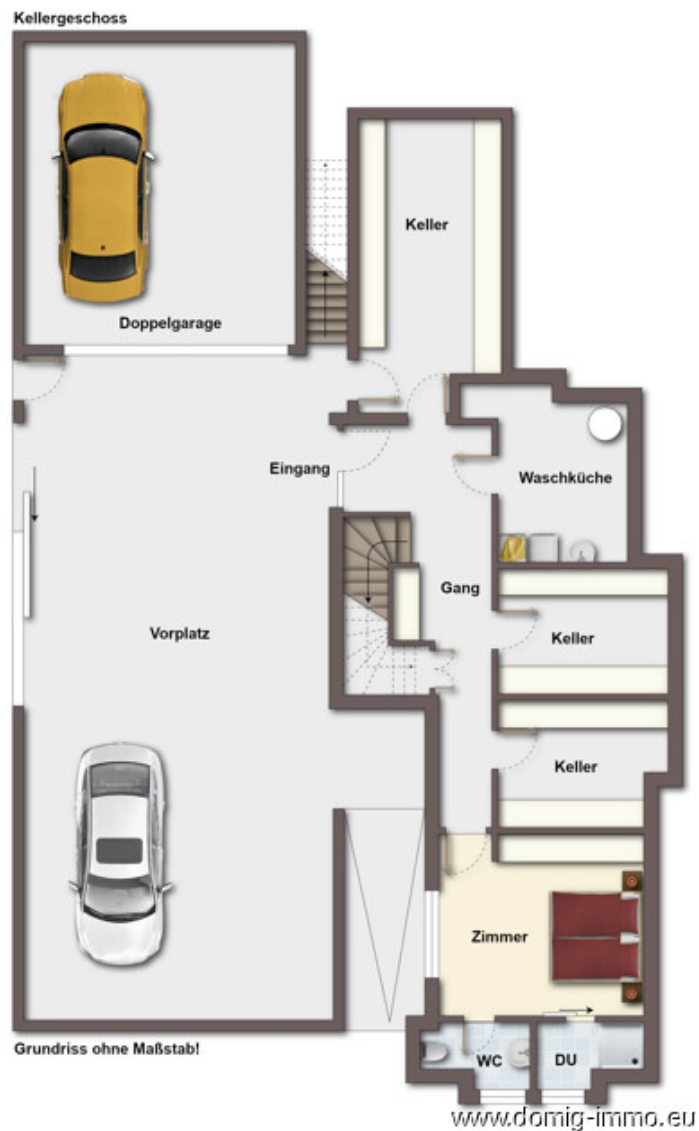 Kellergeschoss
Keller
Doppelgarage
Eingang
Waschküche
Gang
Vorplatz
Keller
Keller
Zimmer
Grundriss ohne Maßstab!
WC
DU
www.domig-immo.eu